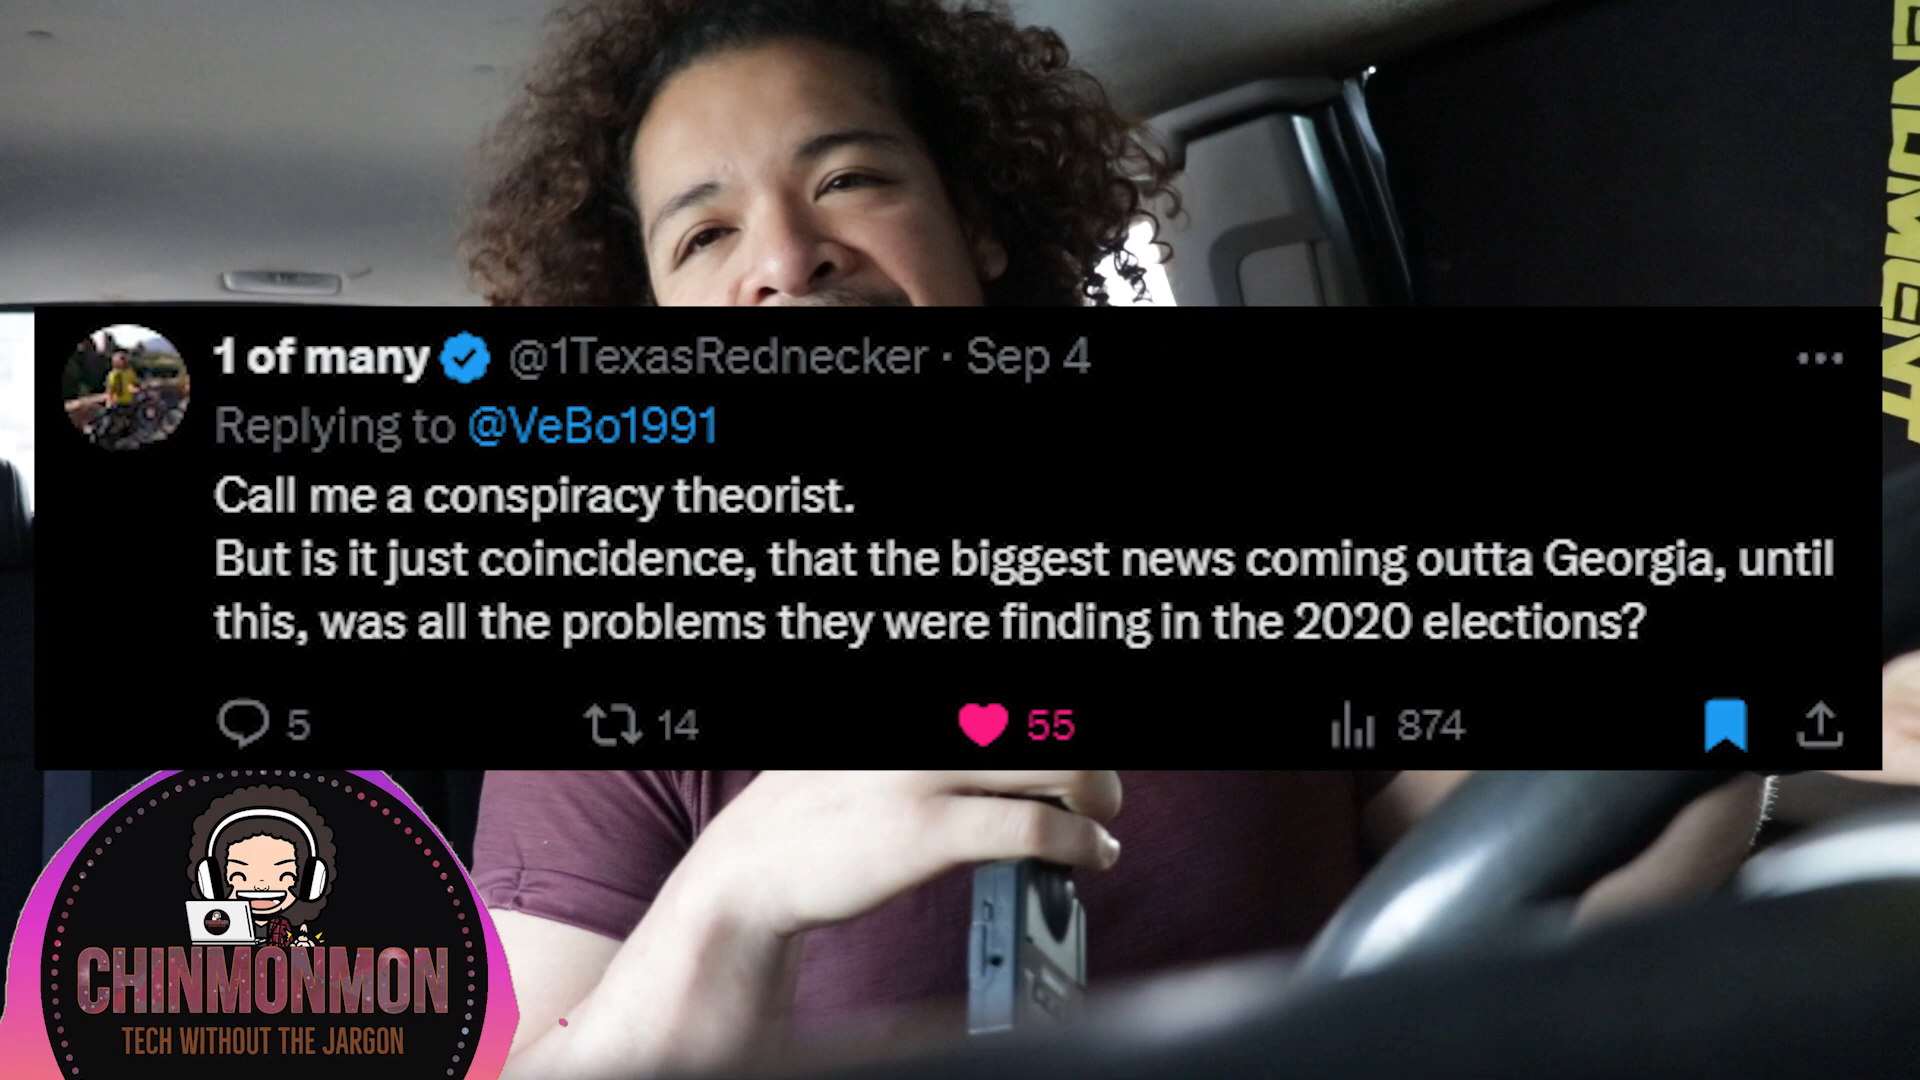 ENDMENT
1 of many @1TexasRednecker · Sep 4
Replying to @VeBo1991
Call me a conspiracy theorist.
But is it just coincidence, that the biggest news coming outta Georgia, until
this, was all the problems they were finding in the 2020 elections?
5 14 55 874
CHINMONMON
TECH WITHOUT THE JARGON